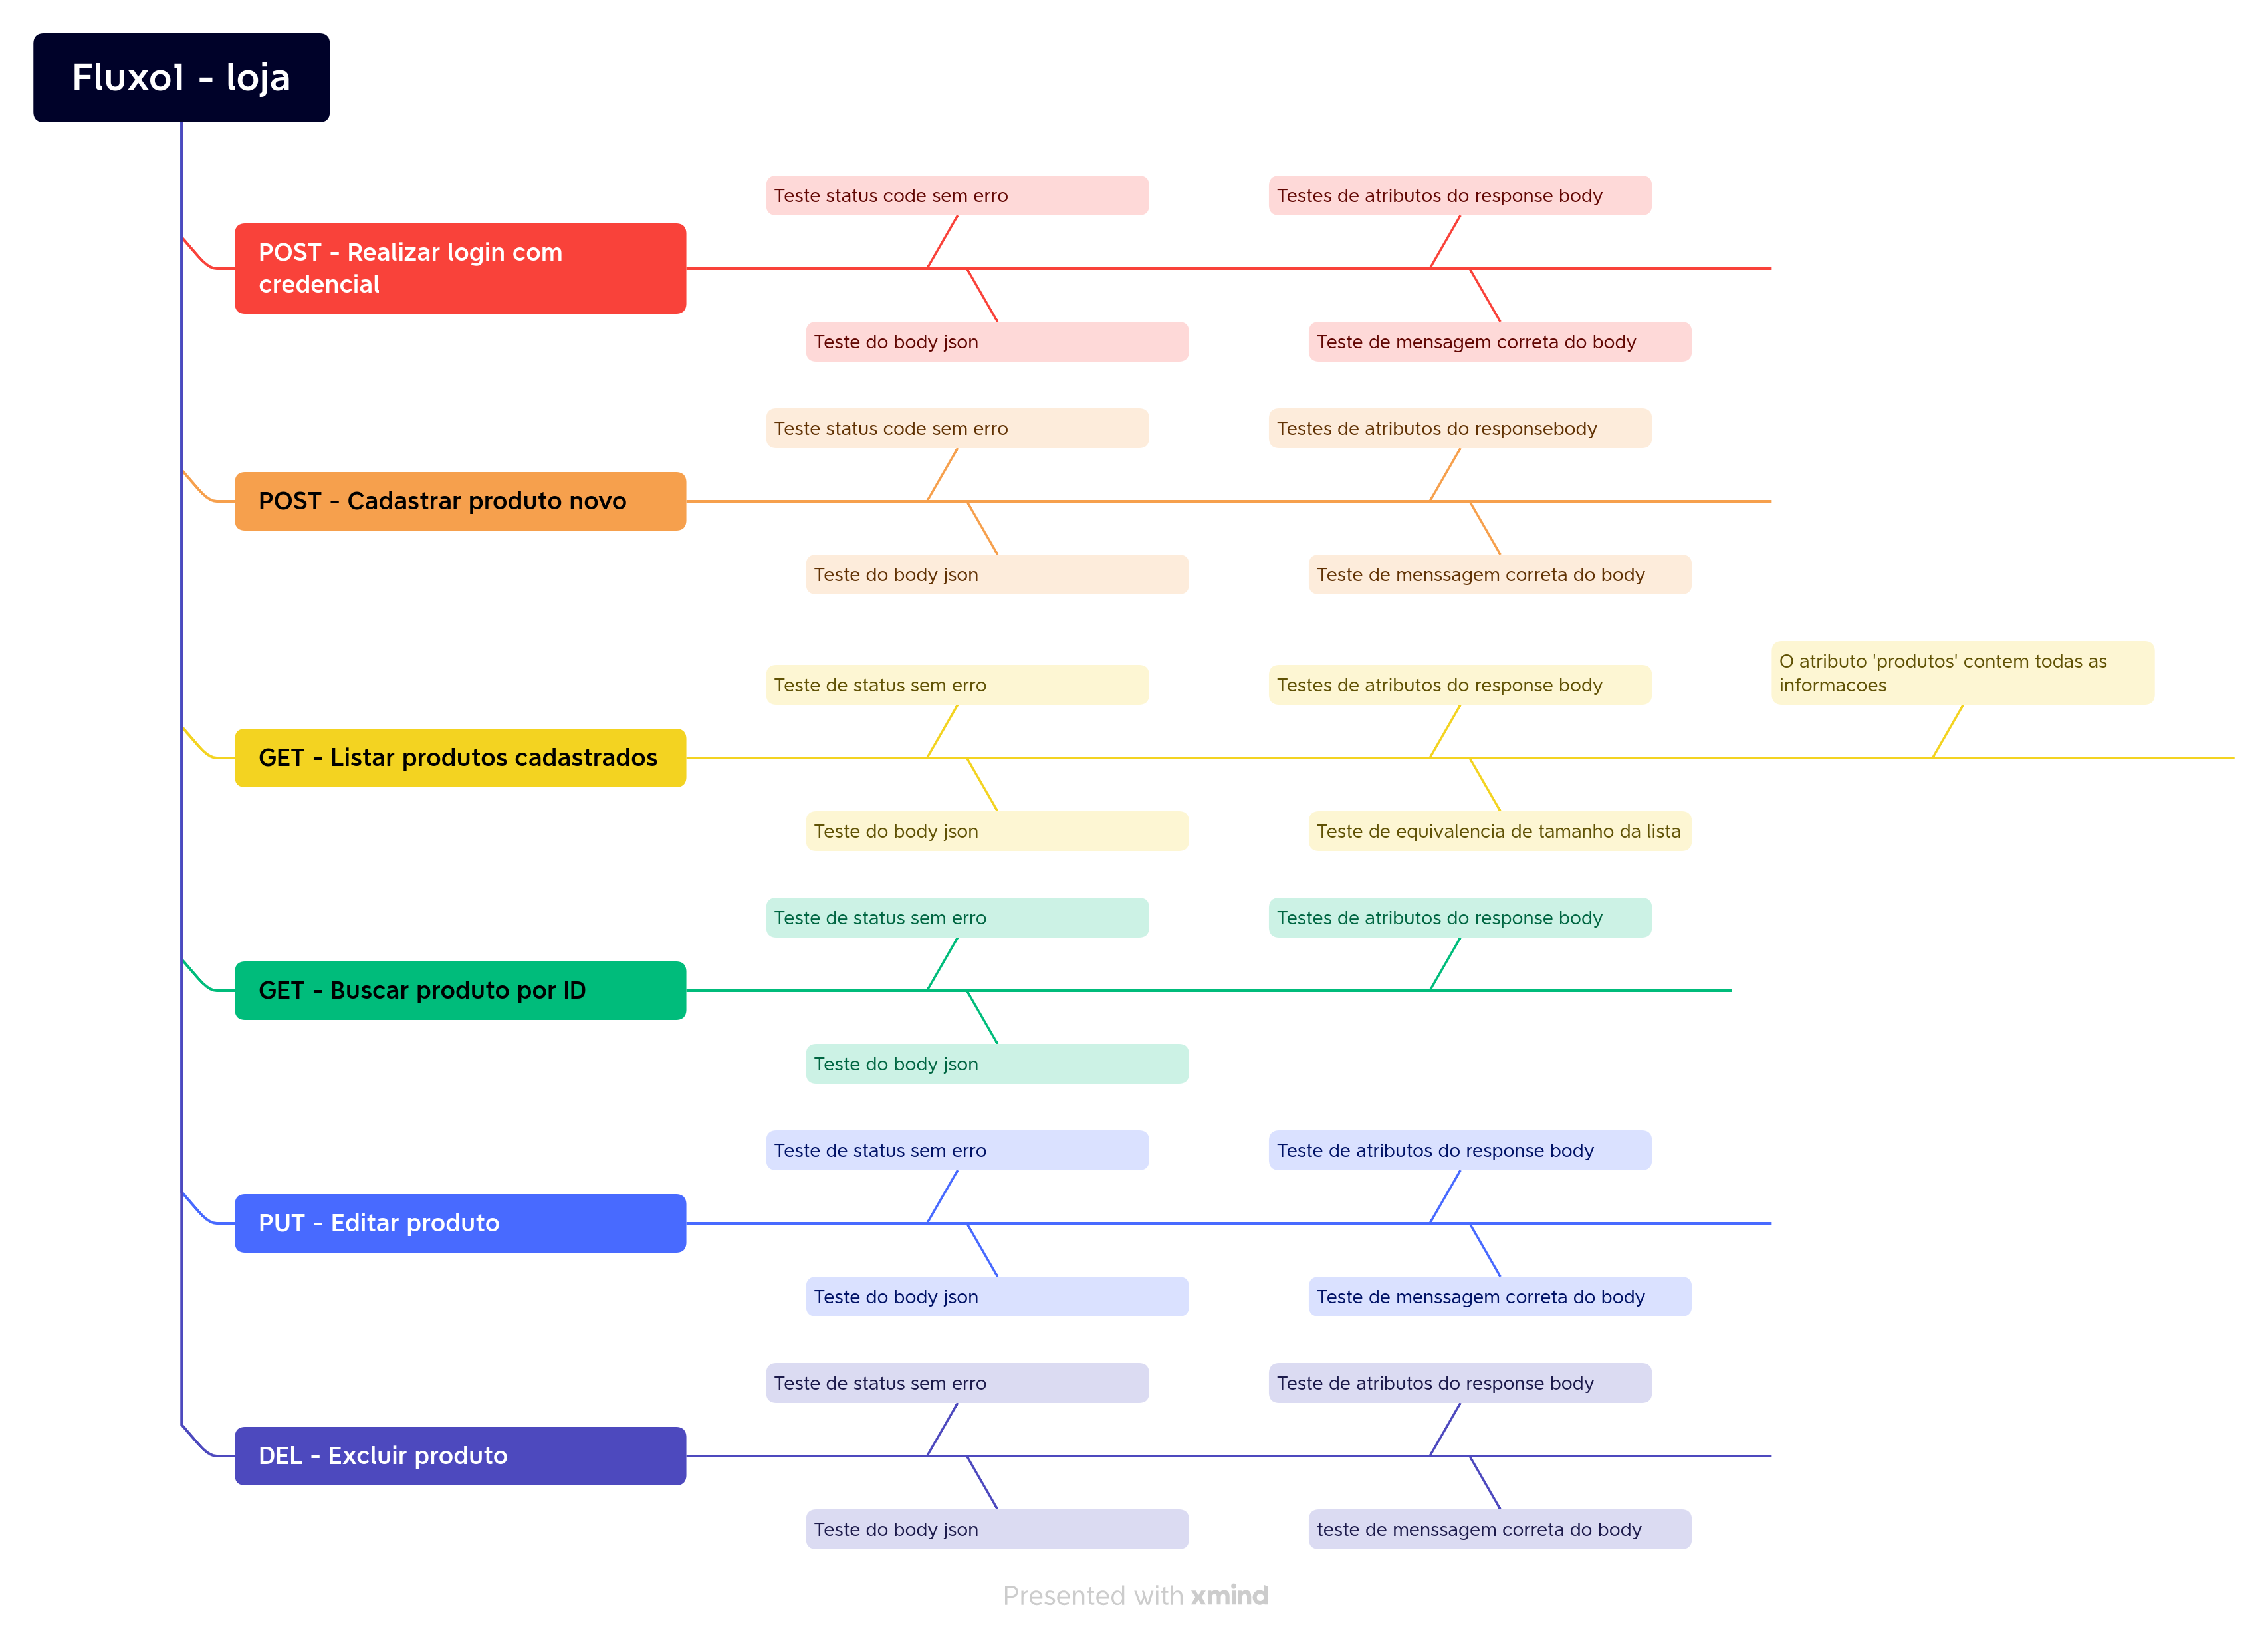 Fluxo1 - loja
Teste status code sem erro
Testes de atributos do response body
POST - Realizar login com
credencial
Teste do body json
Teste de mensagem correta do body
Teste status code sem erro
Testes de atributos do responsebody
POST - Cadastrar produto novo
Teste do body json
Teste de menssagem correta do body
O atributo 'produtos' contem todas as
informacoes
Teste de status sem erro
Testes de atributos do response body
GET - Listar produtos cadastrados
Teste do body json
Teste de equivalencia de tamanho da lista
Teste de status sem erro
Testes de atributos do response body
GET - Buscar produto por ID
Teste do body json
Teste de status sem erro
Teste de atributos do response body
PUT - Editar produto
Teste do body json
Teste de menssagem correta do body
Teste de status sem erro
Teste de atributos do response body
DEL - Excluir produto
Teste do body json
teste de menssagem correta do body
Presented with xmind